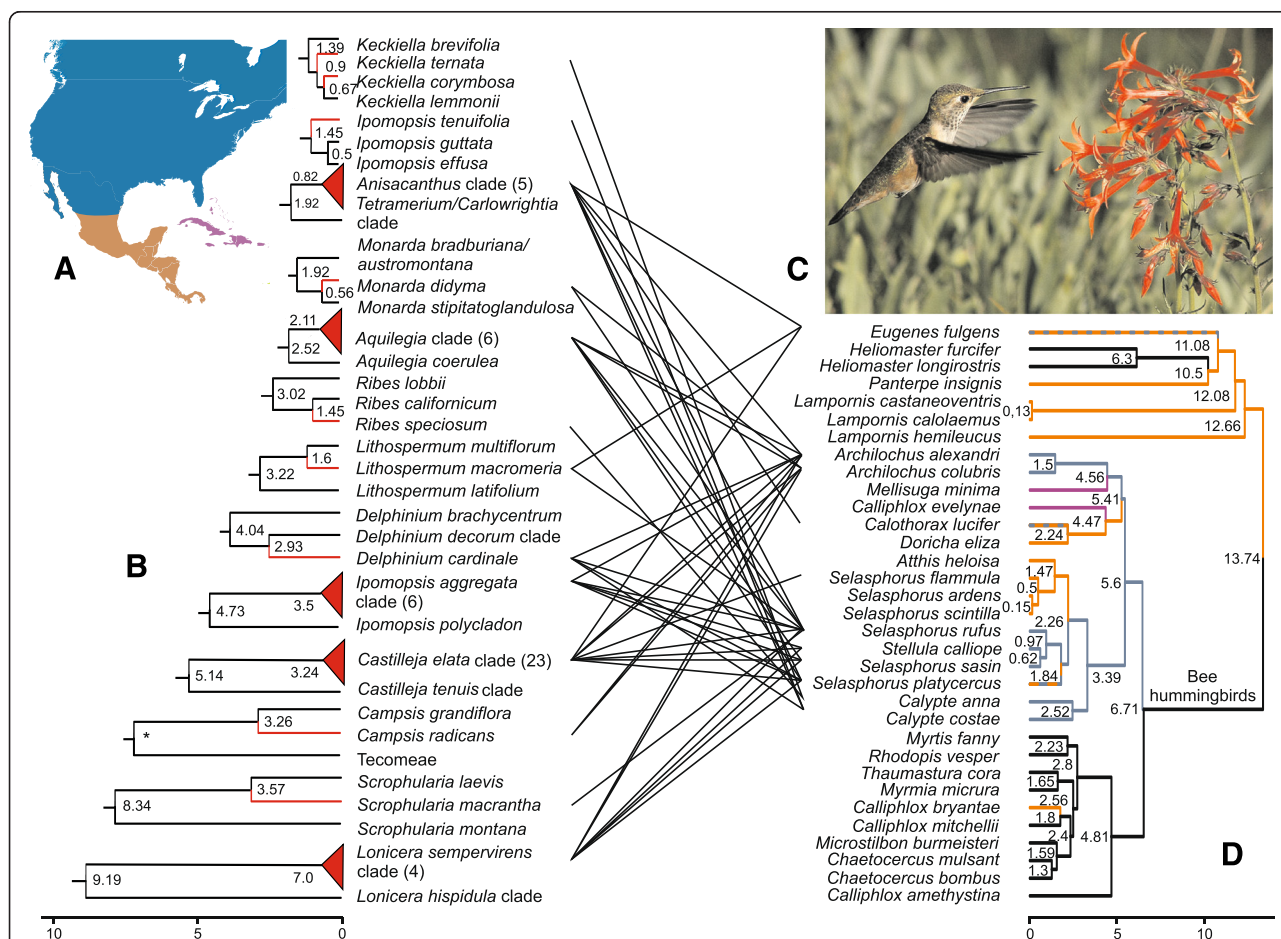 A
B
1.39
Keckiella brevifolia
0.9
Keckiella ternata
0.67
Keckiella corymbosa
Keckiella lemmonii
1.45
Ipomopsis tenuifolia
0.5
Ipomopsis guttata
Ipomopsis effusa
0.82
Anisacanthus clade (5)
1.92
Tetramerium/Carlowrightia
clade
Monarda bradburiana/
austromontana
1.92
0.56
Monarda didyma
Monarda stipitatoglandulosa
2.11
Aquilegia clade (6)
2.52
Aquilegia coerulea
Ribes lobbii
3.02
Ribes californicum
1.45
Ribes speciosum
Lithospermum multiflorum
1.6
Lithospermum macromeria
3.22
Lithospermum latifolium
Delphinium brachycentrum
4.04
Delphinium decorum clade
2.93
Delphinium cardinale
Ipomopsis aggregata
clade (6)
4.73
3.5
Ipomopsis polycladon
Castilleja elata clade (23)
5.14
3.24
Castilleja tenuis clade
Campsis grandiflora
3.26
Campsis radicans
*
Tecomeae
Scrophularia laevis
3.57
Scrophularia macrantha
8.34
Scrophularia montana
Lonicera sempervirens
clade (4)
9.19
7.0
Lonicera hispidula clade
10
5
0
C
Eugenes fulgens
11.08
Heliomaster furcifer
6.3
Heliomaster longirostris
10.5
Panterpe insignis
12.08
Lampornis castaneoventris
0,13
Lampornis calolaemus
12.66
Lampornis hemileucus
Archilochus alexandri
1.5
Archilochus colubris
4.56
Mellisuga minima
5.41
Calliphlox evelynae
4.47
Calothorax lucifer
2.24
Doricha eliza
13.74
Atthis heloisa
1.47
Selasphorus flammula
0.5
5.6
Selasphorus ardens
0.15
Selasphorus scintilla
2.26
Selasphorus rufus
0.97
Stellula calliope
0.62
Selasphorus sasin
1.84
3.39
Selasphorus platycercus
Bee
hummingbirds
Calypte anna
2.52
6.71
Calypte costae
Myrtis fanny
2.23
Rhodopis vesper
2.8
Thaumastura cora
1.65
Myrmia micrura
2.56
Calliphlox bryantae
1.8
Calliphlox mitchellii
2.4
4.81
Microstilbon burmeisteri
1.59
Chaetocercus mulsant
1.3
Chaetocercus bombus
Calliphlox amethystina
D
0
5
10